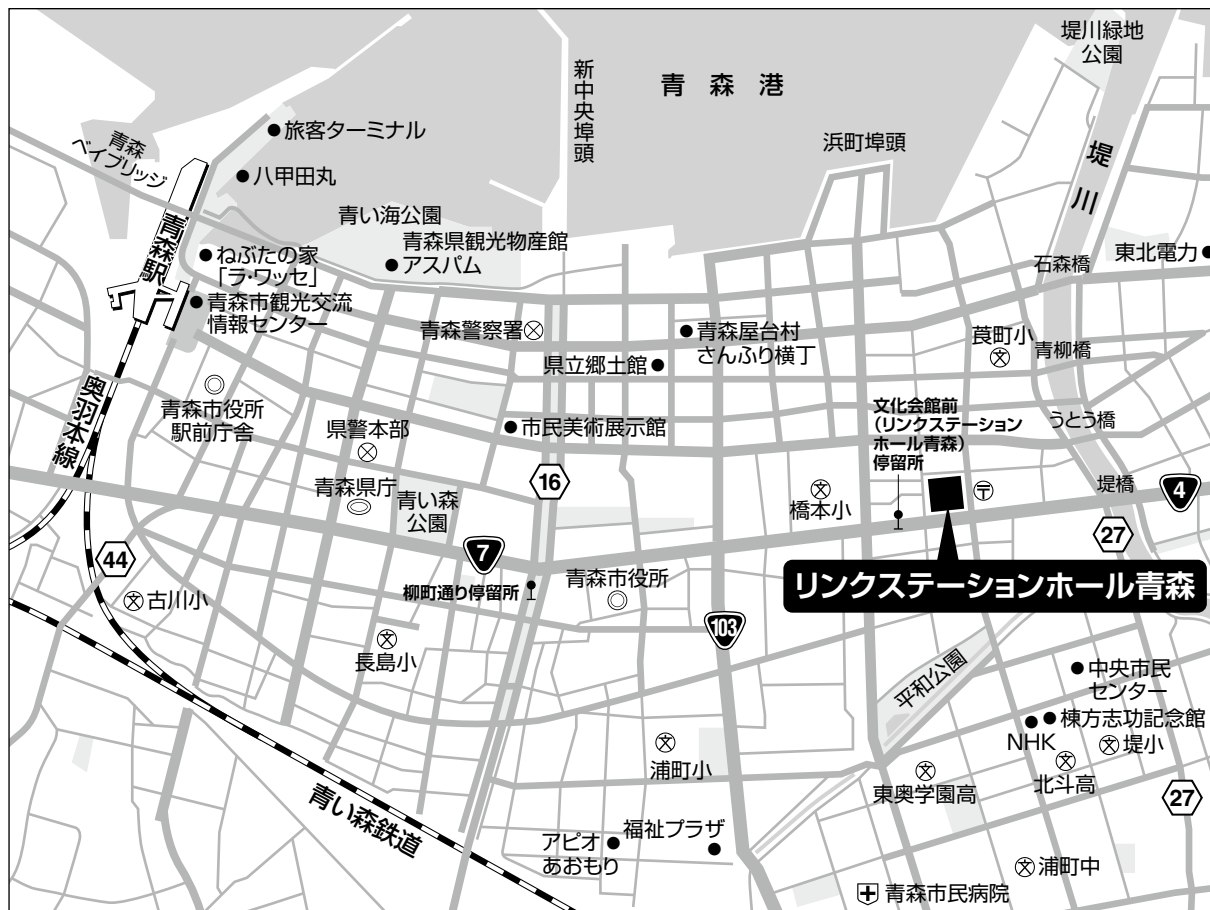 堤川緑地
公園
青森港
新中央埠頭
浜町埠頭
堤川
旅客ターミナル
青森
ベイブリッジ
八甲田丸
青い海公園
青森県観光物産館
アスパム
青森駅
ねぶたの家
「ラ・ワッセ」
石森橋
東北電力
青森市観光交流
情報センター
青森警察署
青森屋台村
さんふり横丁
莨町小
青柳橋
県立郷土館
青森市役所
駅前庁舎
奥羽本線
県警本部
市民美術展示館
文化会館前
(リンクステーション
ホール青森)
停留所
うとう橋
青森県庁
青い森
公園
16
橋本小
堤橋
4
7
27
44
柳町通り停留所
青森市役所
リンクステーションホール青森
古川小
長島小
103
平和公園
中央市民
センター
棟方志功記念館
NHK
堤小
浦町小
東奥学園高
北斗高
27
青い森鉄道
アピオ
あおもり
福祉プラザ
浦町中
青森市民病院